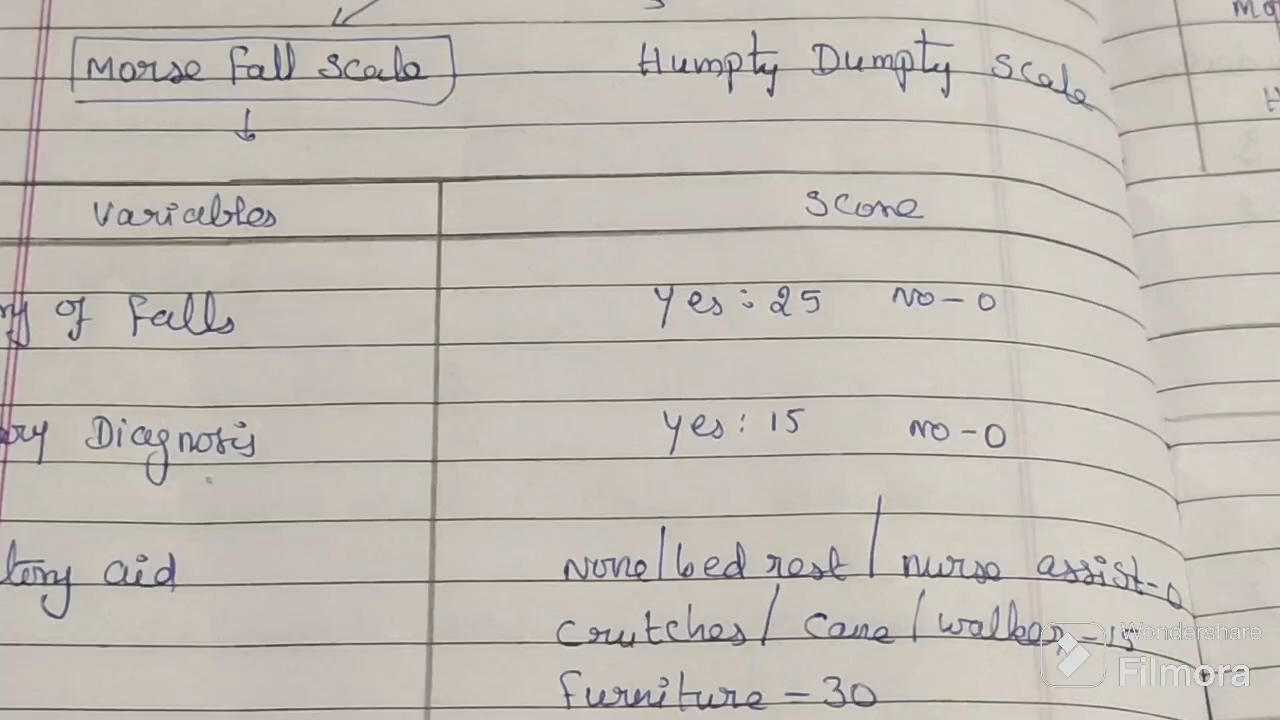 Morse Fall Scale
Humpty Dumpty Scale
Variables
Score
of Falls
Yes: 25 No-0
Diagnosis
Yes: 15 no-0
aid
None/bed rest/nurse assist-0
crutches/cane/walker-15
Furniture-30
Wondershare
Filmora